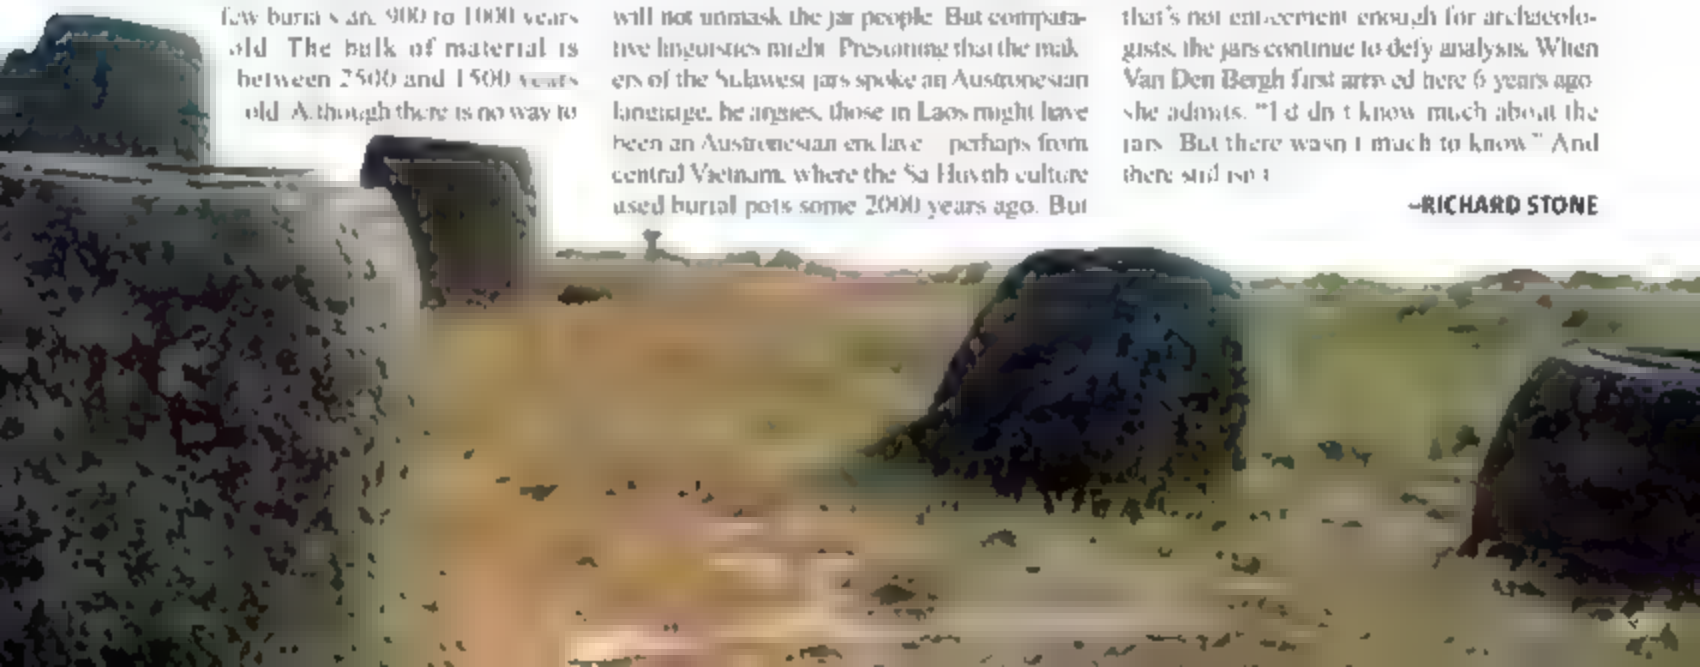 few burials are 900 to 1000 years
old. The bulk of material is
between 2500 and 1500 years
old. Although there is no way to
will not unmask the jar people. But compara-
tive linguistics might. Presuming that the mak-
ers of the Sulawesi jars spoke an Austronesian
language, he argues, those in Laos might have
been an Austronesian enclave perhaps from
central Vietnam, where the Sa Huynh culture
used burial pots some 2000 years ago. But
that's not enticement enough for archaeolo-
gists, the jars continue to defy analysis. When
Van Den Bergh first arrived here 6 years ago
she admits, "I didn't know much about the
jars. But there wasn't much to know." And
there still isn't.
–RICHARD STONE